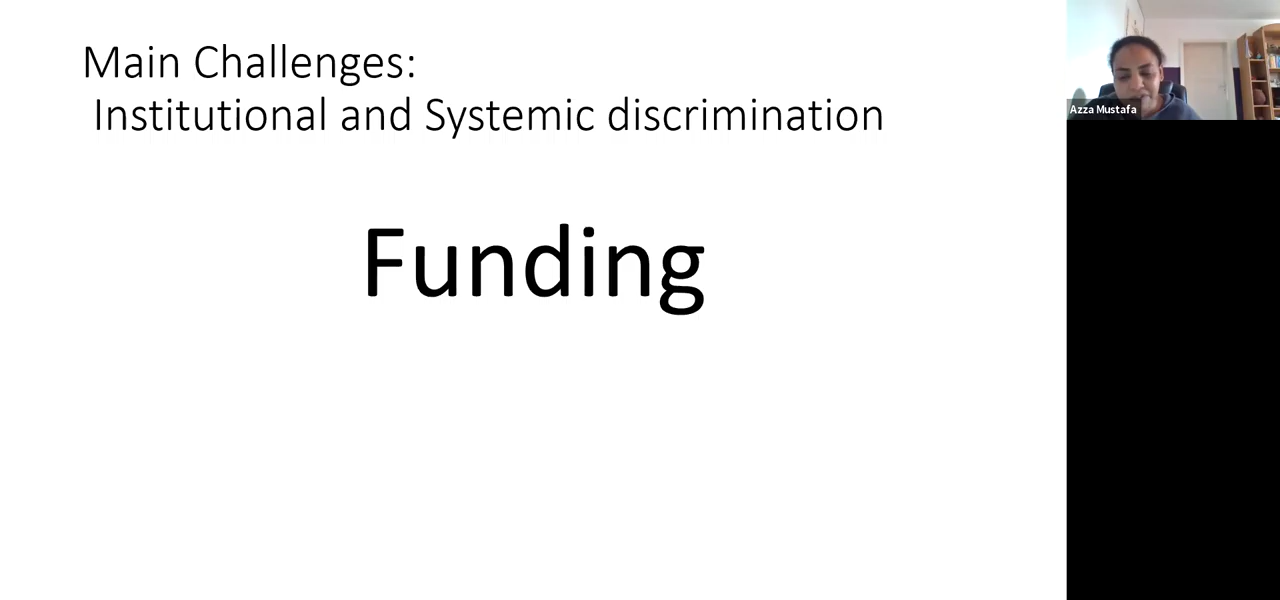 Main Challenges:
Institutional and Systemic discrimination
Funding
Azza Mustafa